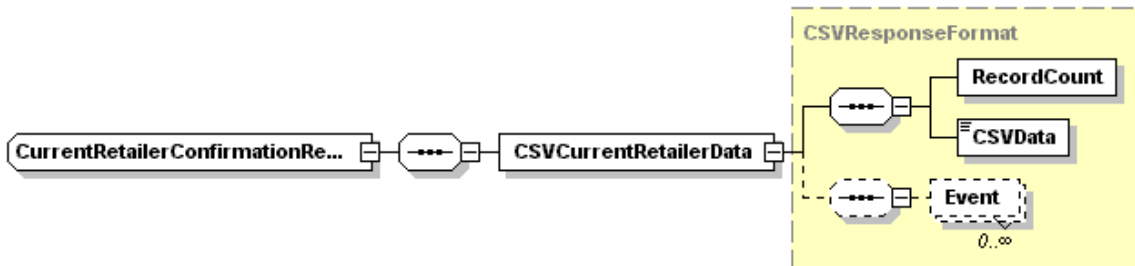 CSVResponseFormat
RecordCount
CurrentRetailerConfirmationRe...
CSVCurrentRetailerData
CSVData
Event
0..∞